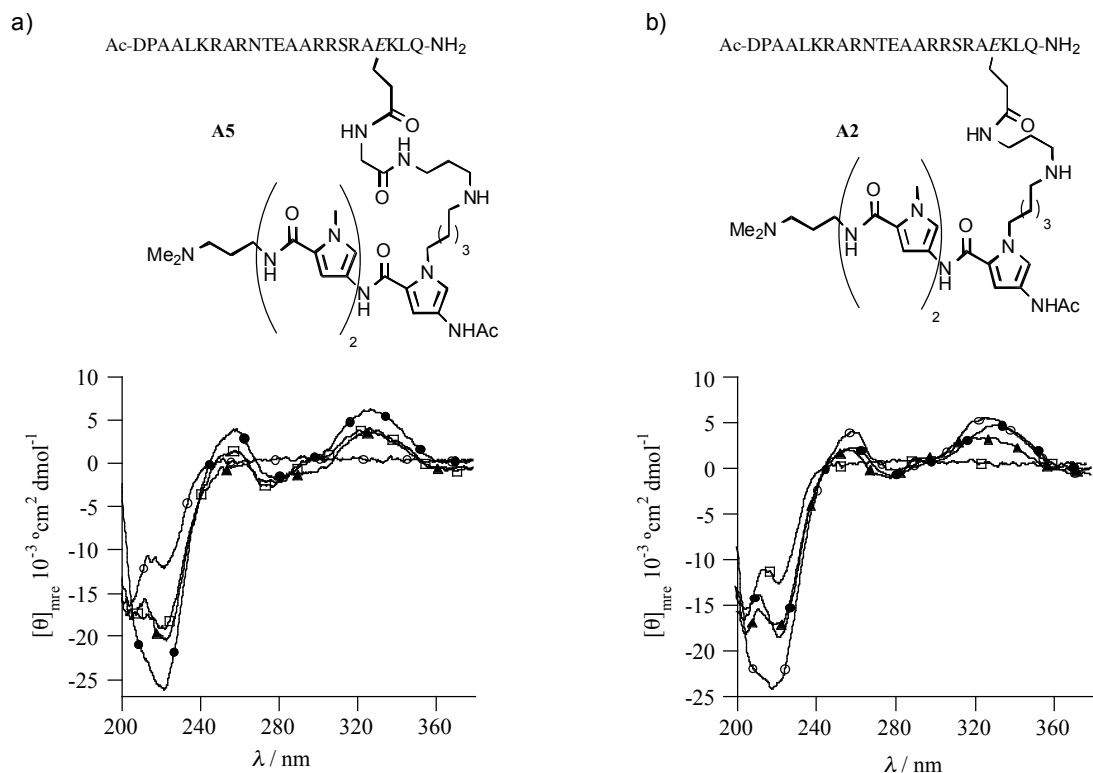 a)
Ac-DPAALKRARNTEAARRSRAEKLQ-NH2
A5
HN
O
H
N
O
NH
3
N
O
N
O
Me2N
N
H
N
H
2
NHAc
10
5
0
-5
-10
-15
-20
-25
[θ]mre 10-3 ºcm2 dmol-1
200 240 280 320 360
λ / nm
b)
Ac-DPAALKRARNTEAARRSRAEKLQ-NH2
A2
HN
O
NH
3
N
O
N
O
Me2N
N
H
N
H
2
NHAc
10
5
0
-5
-10
-15
-20
-25
[θ]mre 10-3 ºcm2 dmol-1
200 240 280 320 360
λ / nm